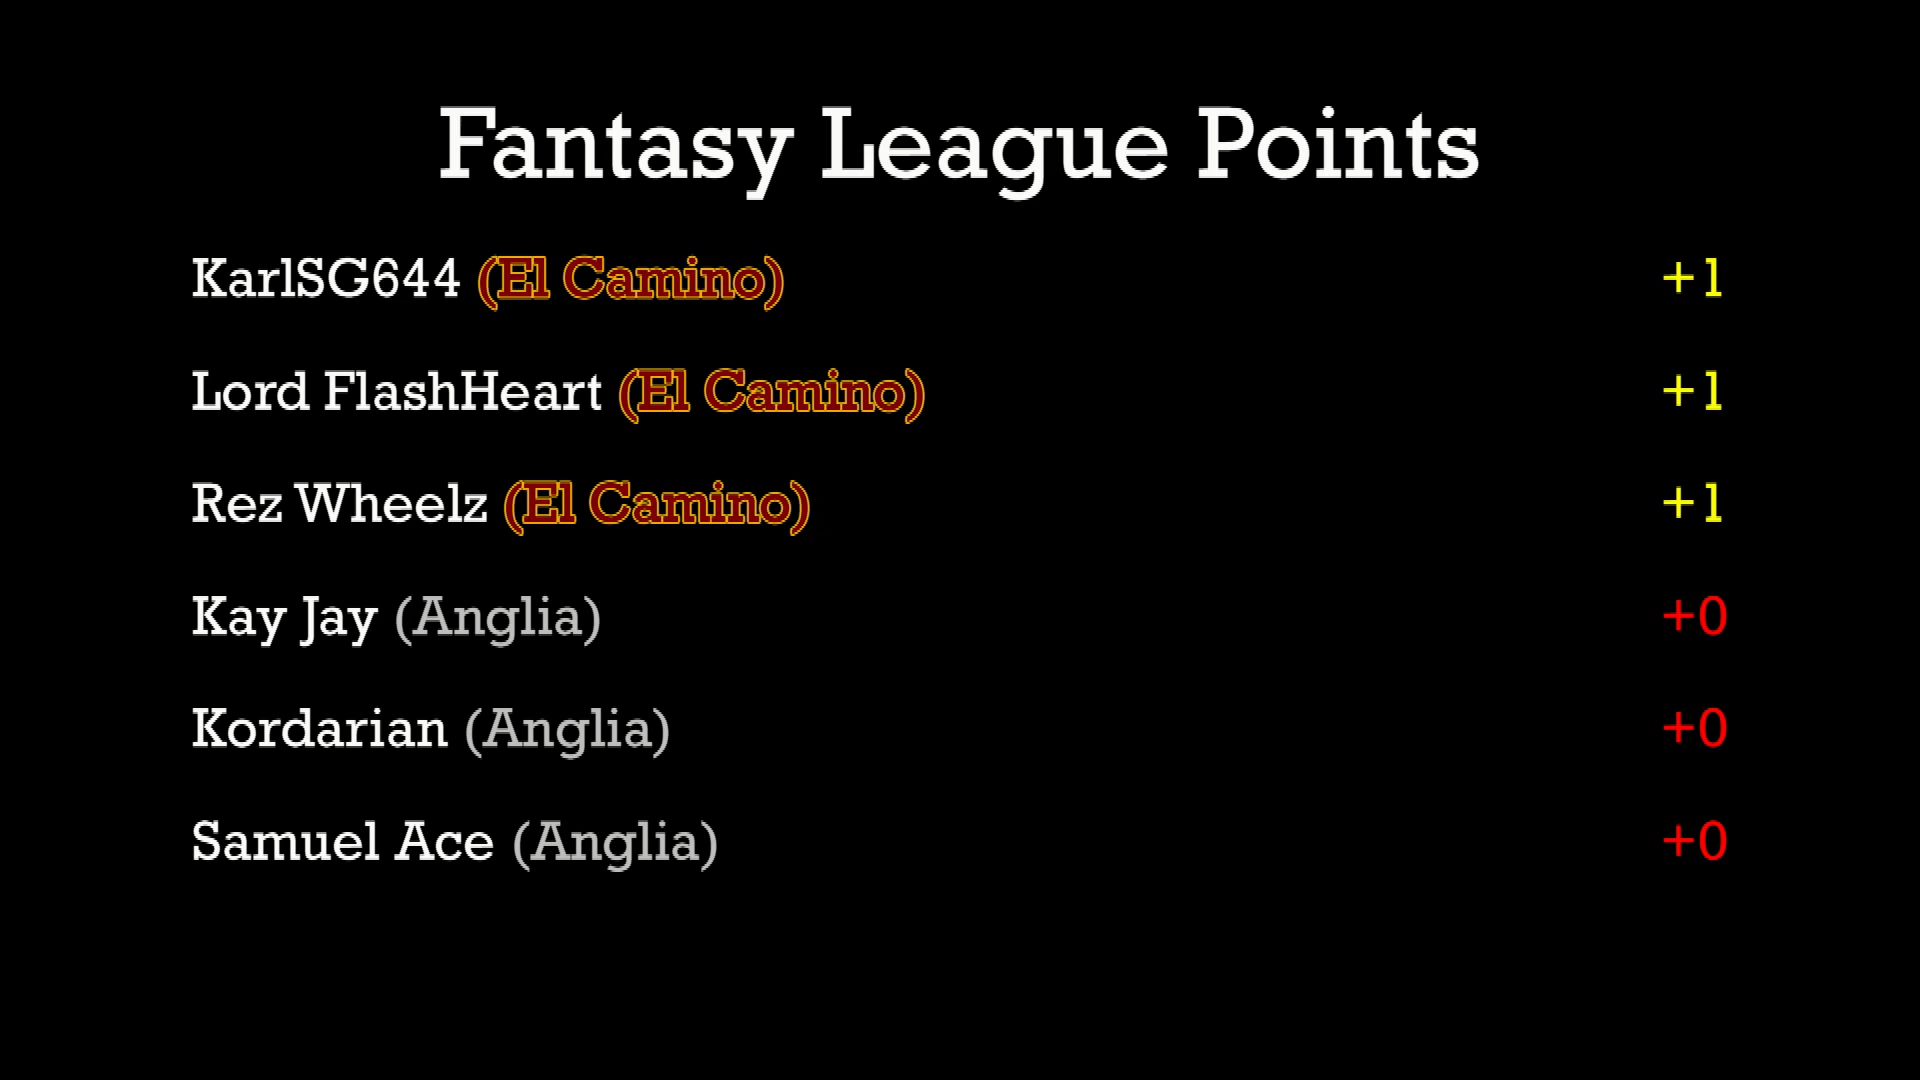 Fantasy League Points
KarlSG644 (El Camino) +1
Lord FlashHeart (El Camino) +1
Rez Wheelz (El Camino) +1
Kay Jay (Anglia) +0
Kordarian (Anglia) +0
Samuel Ace (Anglia) +0